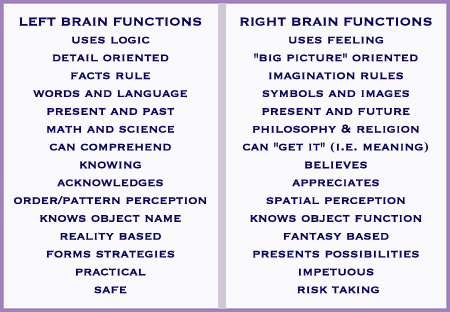 LEFT BRAIN FUNCTIONS
USES LOGIC
DETAIL ORIENTED
FACTS RULE
WORDS AND LANGUAGE
PRESENT AND PAST
MATH AND SCIENCE
CAN COMPREHEND
KNOWING
ACKNOWLEDGES
ORDER/PATTERN PERCEPTION
KNOWS OBJECT NAME
REALITY BASED
FORMS STRATEGIES
PRACTICAL
SAFE
RIGHT BRAIN FUNCTIONS
USES FEELING
"BIG PICTURE" ORIENTED
IMAGINATION RULES
SYMBOLS AND IMAGES
PRESENT AND FUTURE
PHILOSOPHY & RELIGION
CAN "GET IT" (I.E. MEANING)
BELIEVES
APPRECIATES
SPATIAL PERCEPTION
KNOWS OBJECT FUNCTION
FANTASY BASED
PRESENTS POSSIBILITIES
IMPETUOUS
RISK TAKING